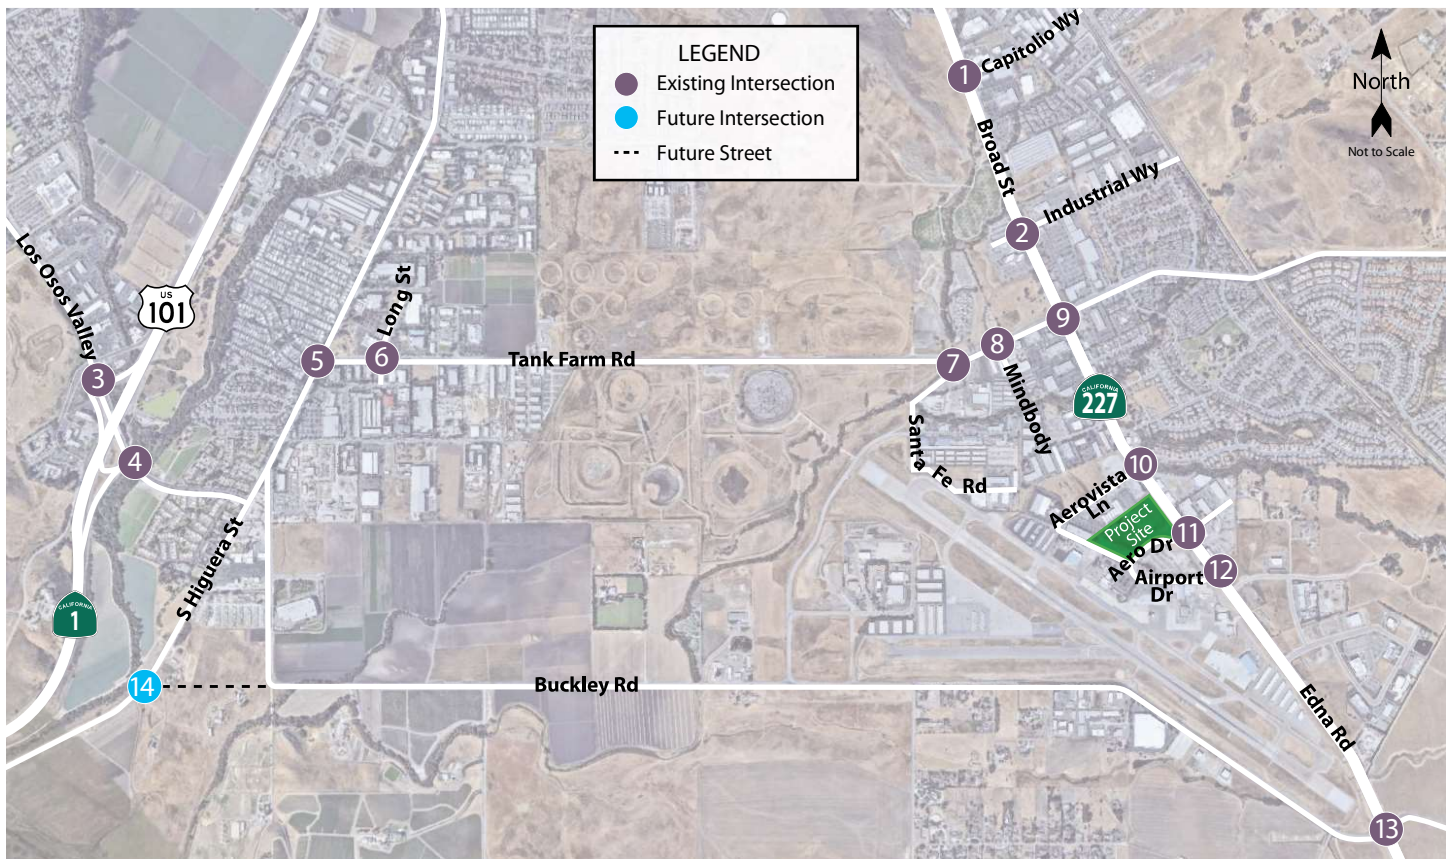 LEGEND
Existing Intersection
Future Intersection
Future Street
North
Not to Scale
1
Capitolio Wy
Broad St
Industrial Wy
2
Los Osos Valley
US
101
Long St
3
5
6
Tank Farm Rd
7
8
9
Mindbody
CALIFORNIA
227
Santa Fe Rd
4
10
Aerovista
Ln
Project
Site
11
Aero Dr
Airport
Dr
12
S Higuera St
CALIFORNIA
1
14
Buckley Rd
Edna Rd
13